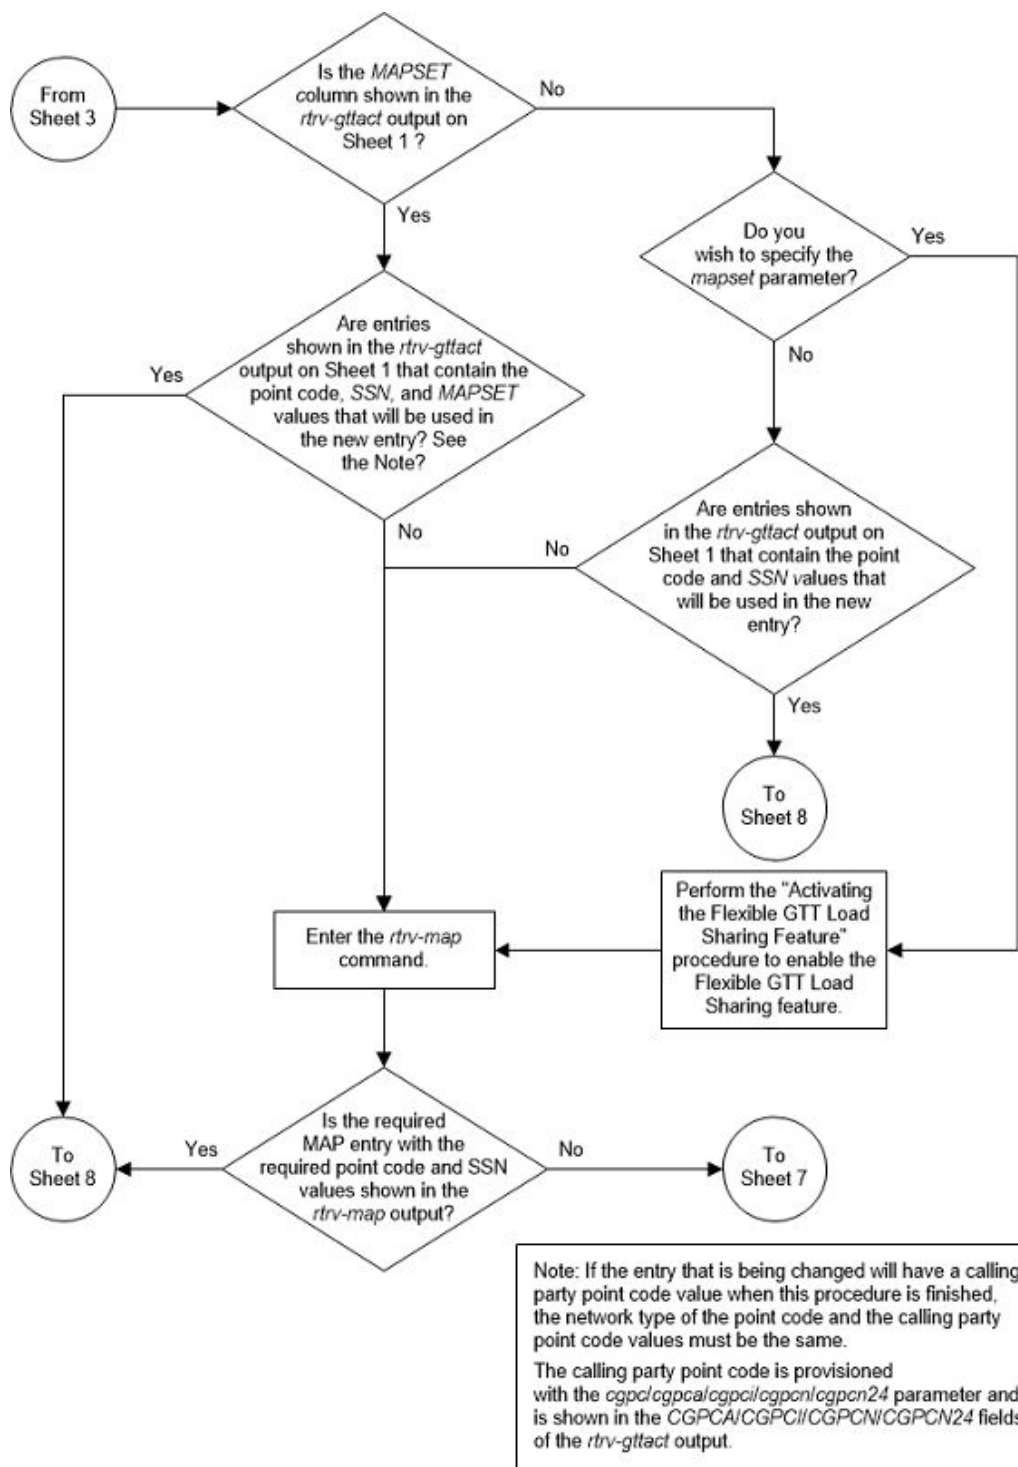 From
Sheet 3
Is the MAPSET
column shown in the
rtrv-gttact output on
Sheet 1 ?
No
Yes
Do you
wish to specify the
mapset parameter?
Yes
No
Are entries
shown in the rtrv-gttact
output on Sheet 1 that contain the
point code, SSN, and MAPSET
values that will be used in
the new entry? See
the Note?
Yes
No
Are entries shown
in the rtrv-gttact output on
Sheet 1 that contain the point
code and SSN values that
will be used in the new
entry?
No
Yes
To
Sheet 8
Perform the "Activating
the Flexible GTT Load
Sharing Feature"
procedure to enable the
Flexible GTT Load
Sharing feature.
Enter the rtrv-map
command.
Is the required
MAP entry with the
required point code and SSN
values shown in the
rtrv-map output?
Yes
To
Sheet 8
No
To
Sheet 7
Note: If the entry that is being changed will have a calling
party point code value when this procedure is finished,
the network type of the point code and the calling party
point code values must be the same.
The calling party point code is provisioned
with the cgpc/cgpca/cgpci/cgpcn/cgpcn24 parameter and
is shown in the CGPCA/CGPCI/CGPCN/CGPCN24 fields
of the rtrv-gttact output.